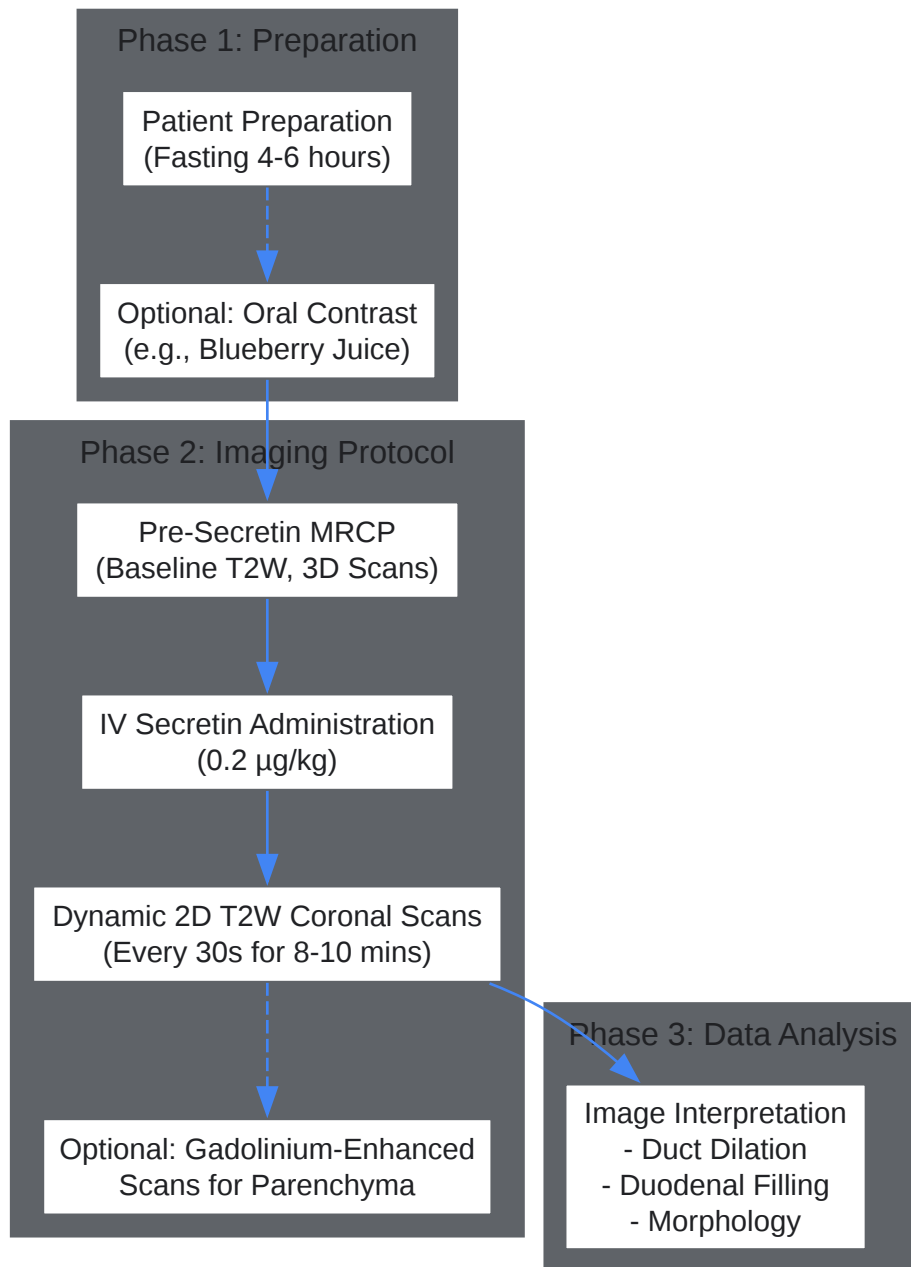 Phase 1: Preparation
Patient Preparation
(Fasting 4-6 hours)
Optional: Oral Contrast
(e.g., Blueberry Juice)
Phase 2: Imaging Protocol
Pre-Secretin MRCP
(Baseline T2W, 3D Scans)
IV Secretin Administration
(0.2 µg/kg)
Dynamic 2D T2W Coronal Scans
(Every 30s for 8-10 mins)
Optional: Gadolinium-Enhanced
Scans for Parenchyma
Phase 3: Data Analysis
Image Interpretation
- Duct Dilation
- Duodenal Filling
- Morphology